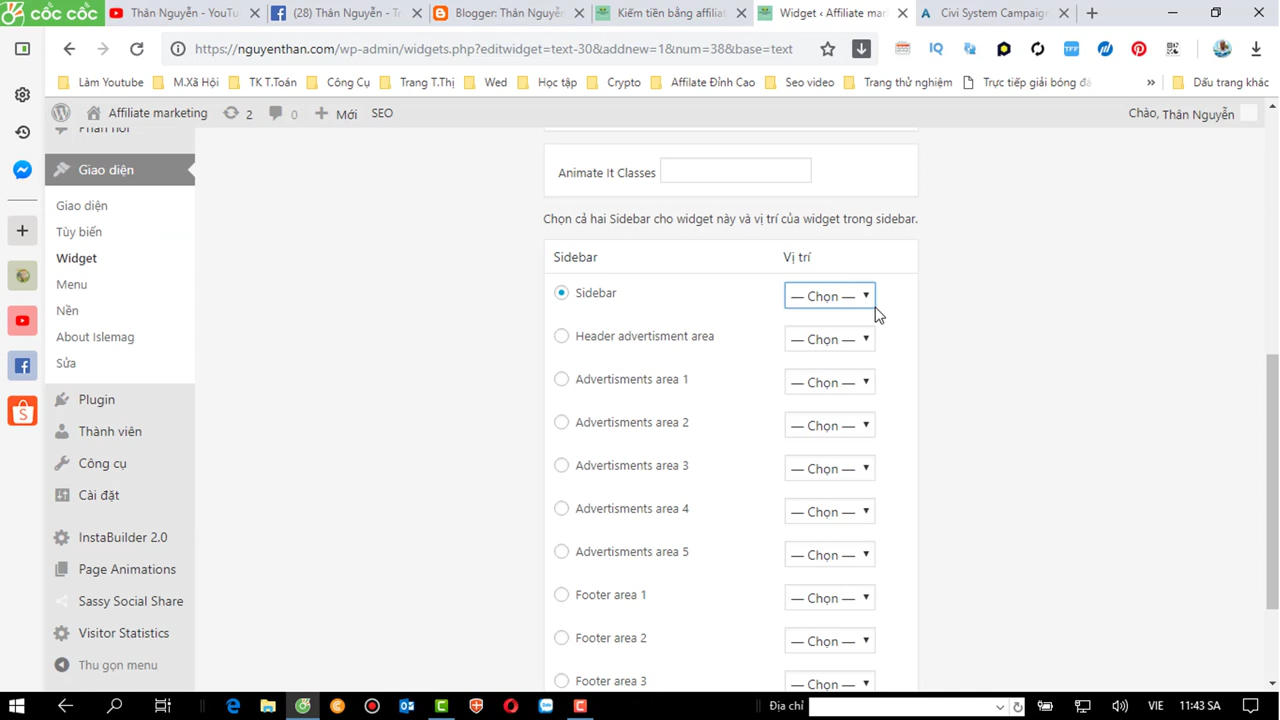 cốc cốc
Thân Nguyễn - YouTu
(28) Thân Nguyễn - T
Blogger: Thân Nguyễn
Kiếm tiền bằng affilia
Widget ‹ Affiliate mar
Civi System Campaign
https://nguyenthan.com/wp-admin/widgets.php?editwidget=text-30&addnew=1&num=38&base=text
IQ
TFF
Làm Youtube
M.Xã Hội
TK T.Toán
Công Cụ
Trang T.Thị
Wed
Học tập
Crypto
Affilate Đỉnh Cao
Seo video
Trang thử nghiệm
Trực tiếp giải bóng đá
»
Dấu trang khác
Affiliate marketing
2
0
Mới
SEO
Chào, Thân Nguyễn
Phản hồi
Giao diện
Giao diện
Tùy biến
Widget
Menu
Nền
About Islemag
Sửa
Plugin
Thành viên
Công cụ
Cài đặt
InstaBuilder 2.0
Page Animations
Sassy Social Share
Visitor Statistics
Thu gọn menu
Animate It Classes
Chọn cả hai Sidebar cho widget này và vị trí của widget trong sidebar.
Sidebar Vị trí
Sidebar — Chọn —
Header advertisment area — Chọn —
Advertisments area 1 — Chọn —
Advertisments area 2 — Chọn —
Advertisments area 3 — Chọn —
Advertisments area 4 — Chọn —
Advertisments area 5 — Chọn —
Footer area 1 — Chọn —
Footer area 2 — Chọn —
Footer area 3 — Chọn —
Địa chỉ
VIE
11:43 SA